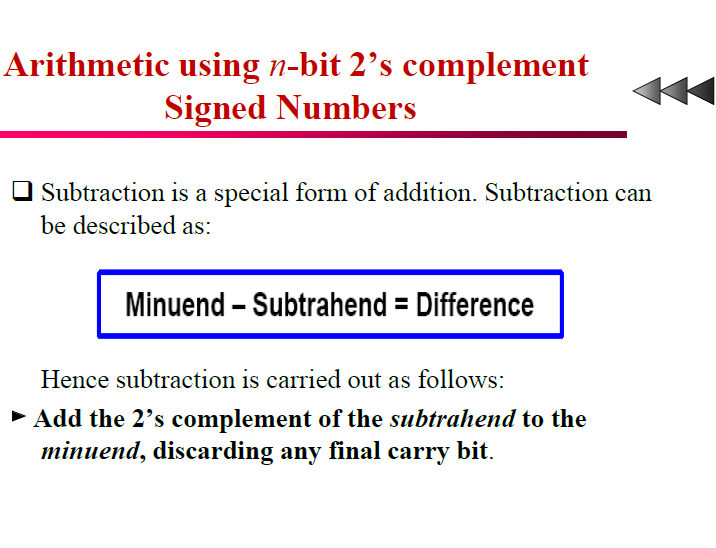 Arithmetic using n-bit 2’s complement
Signed Numbers
Subtraction is a special form of addition. Subtraction can
be described as:
Minuend – Subtrahend = Difference
Hence subtraction is carried out as follows:
Add the 2’s complement of the subtrahend to the
minuend, discarding any final carry bit.